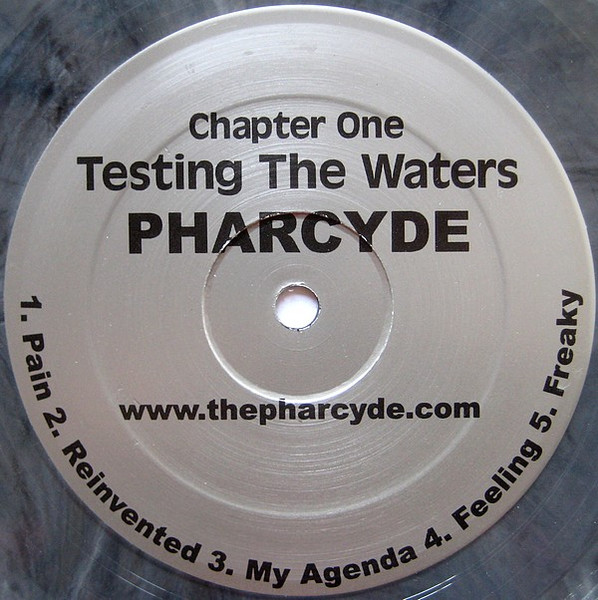 Chapter One
Testing The Waters
PHARCYDE
www.thepharcyde.com
1. Pain 2. Reinvented 3. My Agenda 4. Feeling 5. Freaky